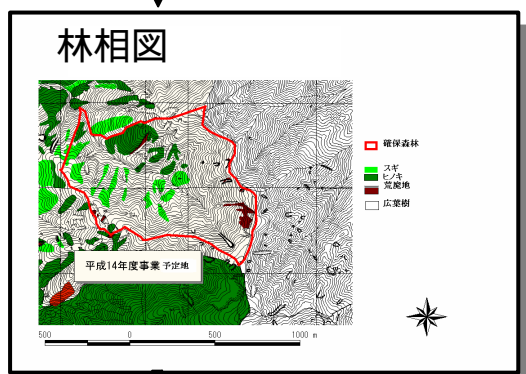 林相図
確保森林
スギ
ヒノキ
荒廃地
広葉樹
平成14年度事業予定地
500 0 500 1000 m